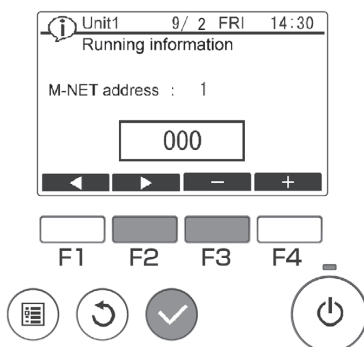 Unit1 9/ 2 FRI 14:30
Running information
M-NET address : 1
000
− +
F1 F2 F3 F4